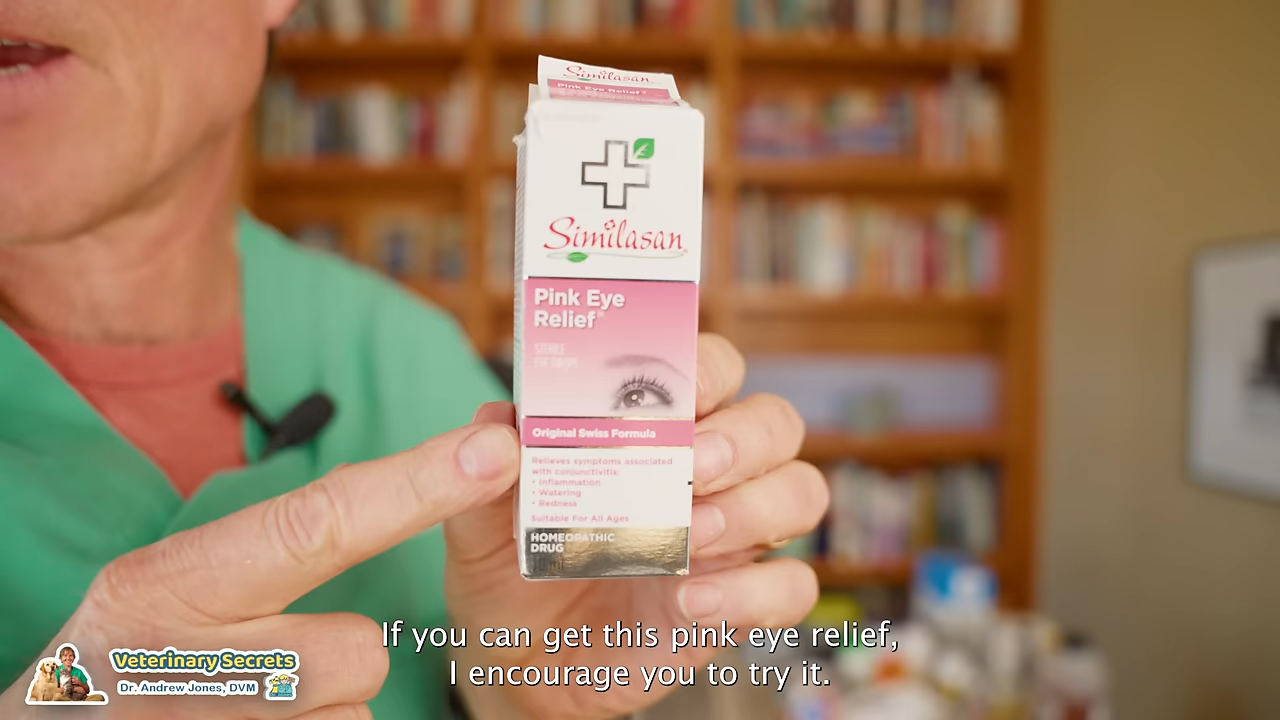 Similasan
Pink Eye Relief®
Similasan®
Pink Eye
Relief®
STERILE
EYE DROPS
Original Swiss Formula
Relieves symptoms associated
with conjunctivitis:
• Inflammation
• Watering
• Redness
Suitable For All Ages
HOMEOPATHIC
DRUG
10 ml
If you can get this pink eye relief,
I encourage you to try it.
Veterinary Secrets
Dr. Andrew Jones, DVM